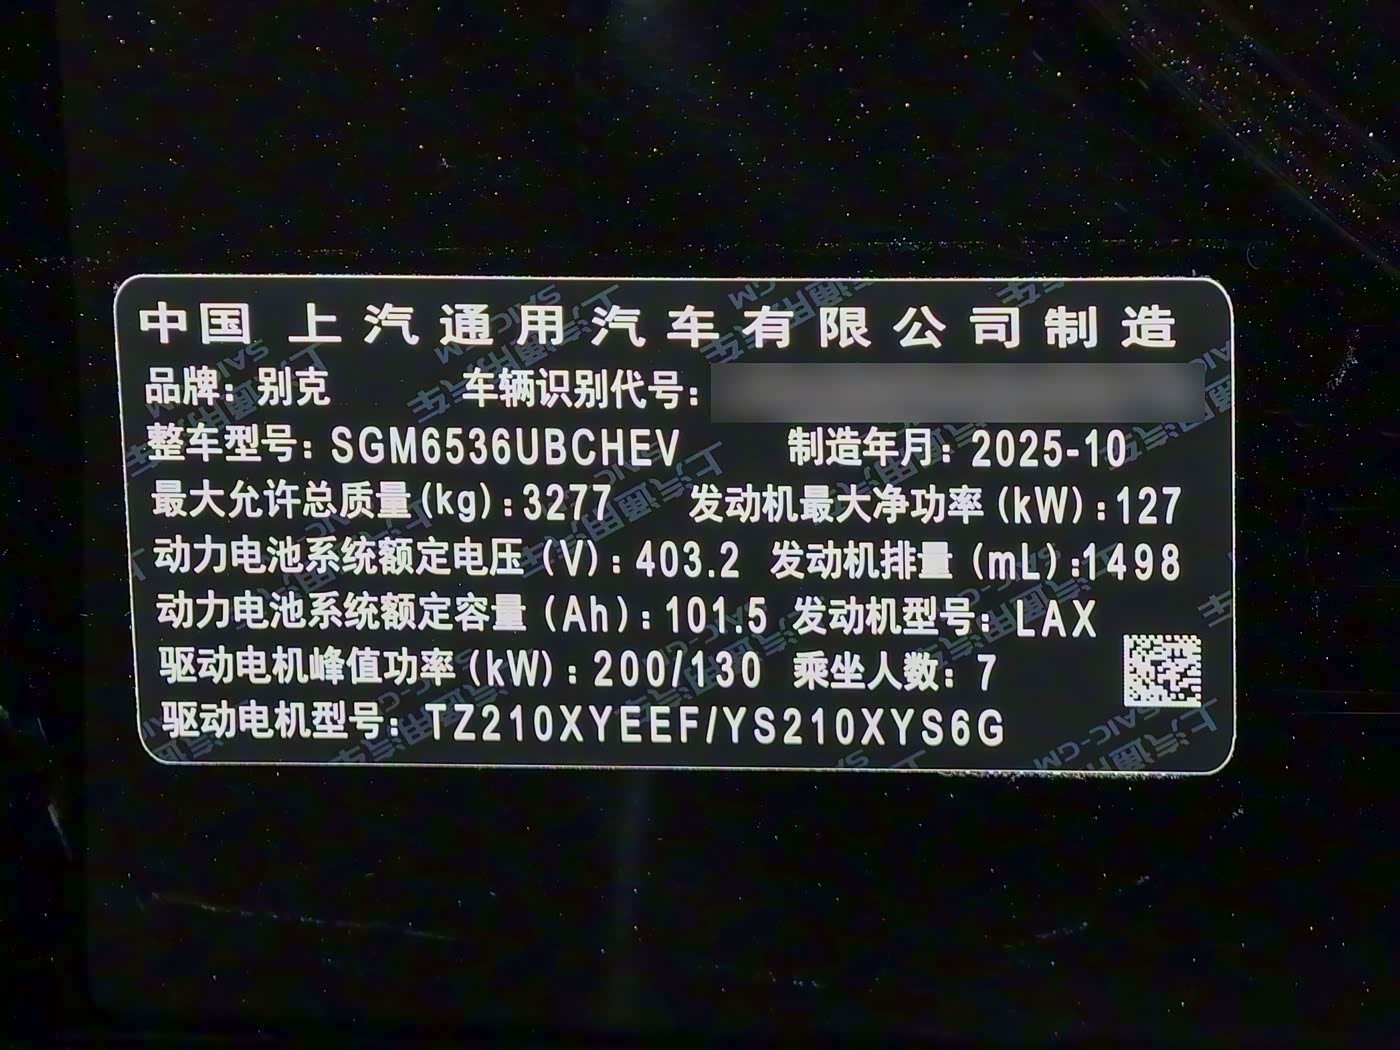 中国 上汽通用汽车有限公司制造
品牌：别克 车辆识别代号：
整车型号：SGM6536UBCHEV 制造年月：2025-10
最大允许总质量(kg)：3277 发动机最大净功率(kW)：127
动力电池系统额定电压(V)：403.2 发动机排量(mL)：1498
动力电池系统额定容量(Ah)：101.5 发动机型号：LAX
驱动电机峰值功率(kW)：200/130 乘坐人数：7
驱动电机型号：TZ210XYEEF/YS210XYS6G